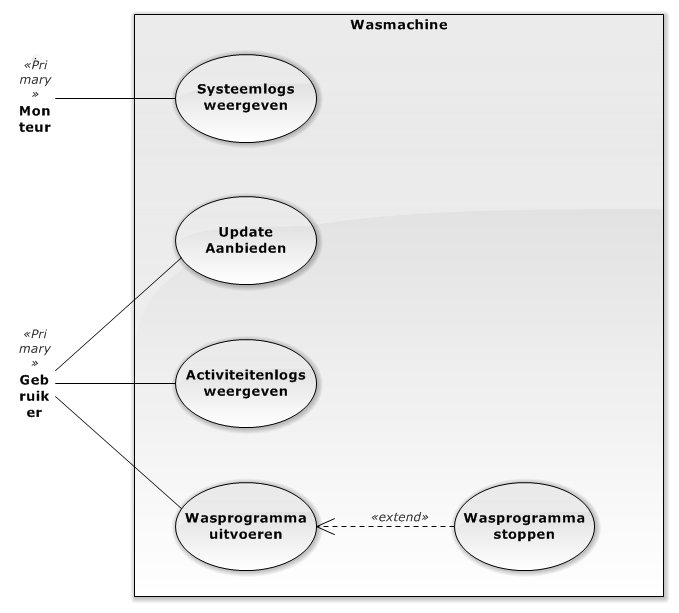 Wasmachine
«Pri
mary
»
Mon
teur
Systeemlogs
weergeven
Update
Aanbieden
«Pri
mary
»
Geb
ruik
er
Activiteitenlogs
weergeven
Wasprogramma
uitvoeren
«extend»
Wasprogramma
stoppen